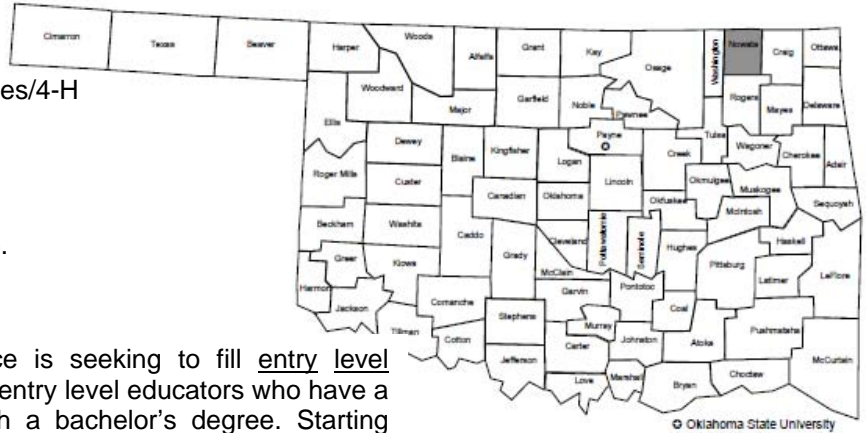 Cimarron
Texas
Beaver
Harper
Woods
Alfalfa
Grant
Kay
Osage
Washington
Nowata
Craig
Ottawa
es/4-H
Woodward
Major
Garfield
Noble
Pawnee
Rogers
Mayes
Delaware
Ellis
Dewey
Blaine
Kingfisher
Logan
Payne
Creek
Tulsa
Wagoner
Cherokee
Adair
Roger Mills
Custer
Canadian
Oklahoma
Lincoln
Okfuskee
Okmulgee
Muskogee
McIntosh
Sequoyah
Beckham
Washita
Caddo
Grady
Cleveland
Pottawatomie
Seminole
Hughes
Pittsburg
Haskell
.
Greer
Kiowa
McClain
Latimer
LeFlore
Harmon
Jackson
Comanche
Garvin
Pontotoc
Coal
Tillman
Cotton
Stephens
Murray
Johnston
Atoka
Pushmataha
McCurtain
Jefferson
Carter
Love
Marshall
Bryan
Choctaw
ce is seeking to fill entry level
entry level educators who have a
h a bachelor's degree. Starting
Oklahoma State University